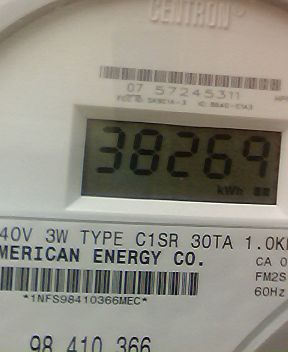 CENTRON®
07 57245311
38269
kWh
40V 3W TYPE C1SR 30TA 1.0K
MERICAN ENERGY CO.
CA 0
FM2S
60Hz
*1NFS98410366MEC*
98 410 366